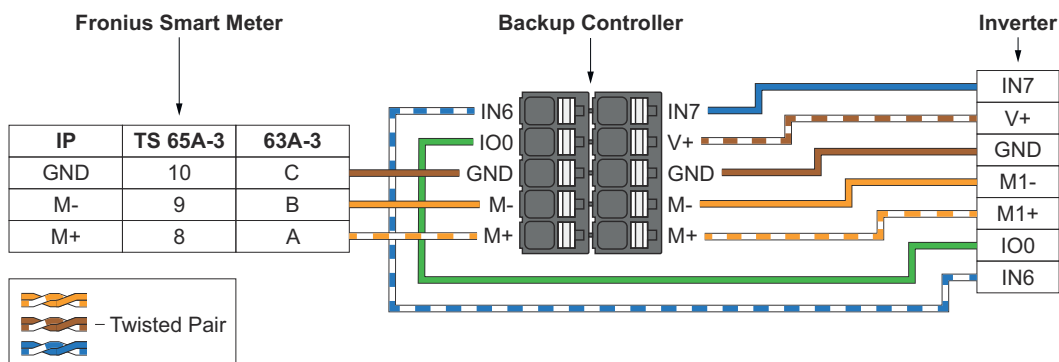 Fronius Smart Meter
Backup Controller
Inverter
IP TS 65A-3 63A-3
GND 10 C
M- 9 B
M+ 8 A
IN6
IO0
GND
M-
M+
IN7
V+
GND
M-
M+
IN7
V+
GND
M1-
M1+
IO0
IN6
– Twisted Pair